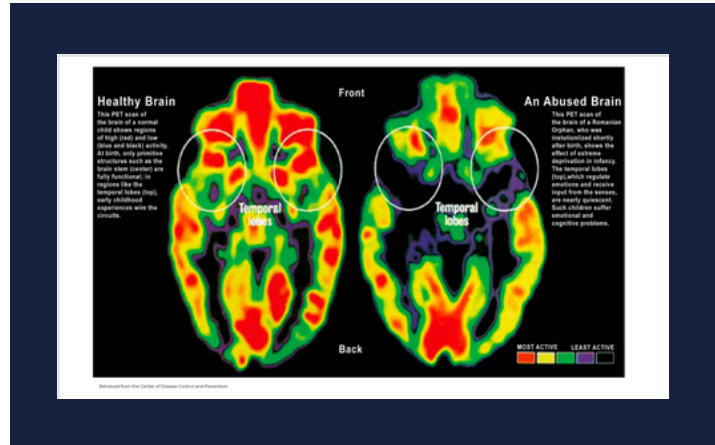 Healthy Brain
This PET scan of
the brain of a normal
child shows regions
of high (red) and low
(blue and black) activity.
At birth, only primitive
structures such as the
brain stem (center) are
fully functional; in
regions like the
temporal lobes (top),
early childhood
experiences wire the
circuits.
Front
An Abused Brain
This PET scan of
the brain of a Romanian
Orphan, who was
institutionalized shortly
after birth, shows the
effect of extreme
deprivation in infancy.
The temporal lobes
(top),which regulate
emotions and receive
input from the senses,
are nearly quiescent.
Such children suffer
emotional and
cognitive problems.
Temporal
lobes
Temporal
lobes
Back
MOST ACTIVE LEAST ACTIVE
Retrieved from the Center of Disease Control and Prevention